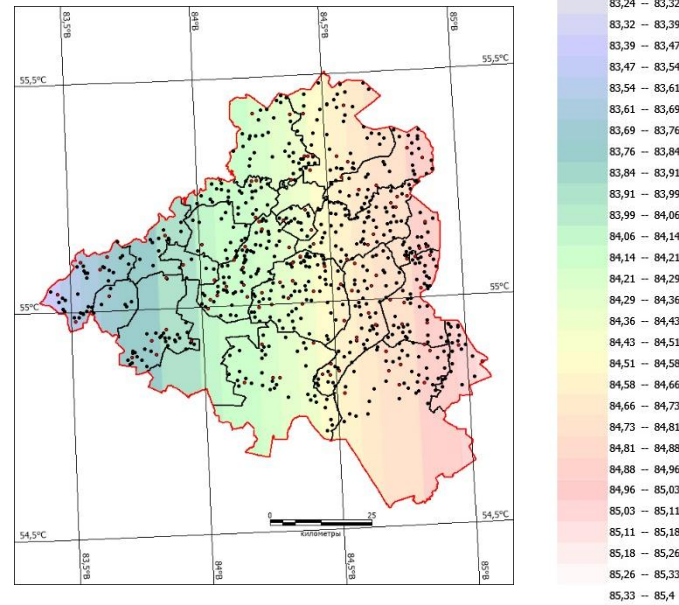 83,5°В
84°В
84,5°В
85°В
55,5°С
55,5°С
55°С
55°С
54,5°С
54,5°С
0
25
километры
83,5°В
84°В
84,5°В
85°В
83,24 -- 83,32
83,32 -- 83,39
83,39 -- 83,47
83,47 -- 83,54
83,54 -- 83,61
83,61 -- 83,69
83,69 -- 83,76
83,76 -- 83,84
83,84 -- 83,91
83,91 -- 83,99
83,99 -- 84,06
84,06 -- 84,14
84,14 -- 84,21
84,21 -- 84,29
84,29 -- 84,36
84,36 -- 84,43
84,43 -- 84,51
84,51 -- 84,58
84,58 -- 84,66
84,66 -- 84,73
84,73 -- 84,81
84,81 -- 84,88
84,88 -- 84,96
84,96 -- 85,03
85,03 -- 85,11
85,11 -- 85,18
85,18 -- 85,26
85,26 -- 85,33
85,33 -- 85,4